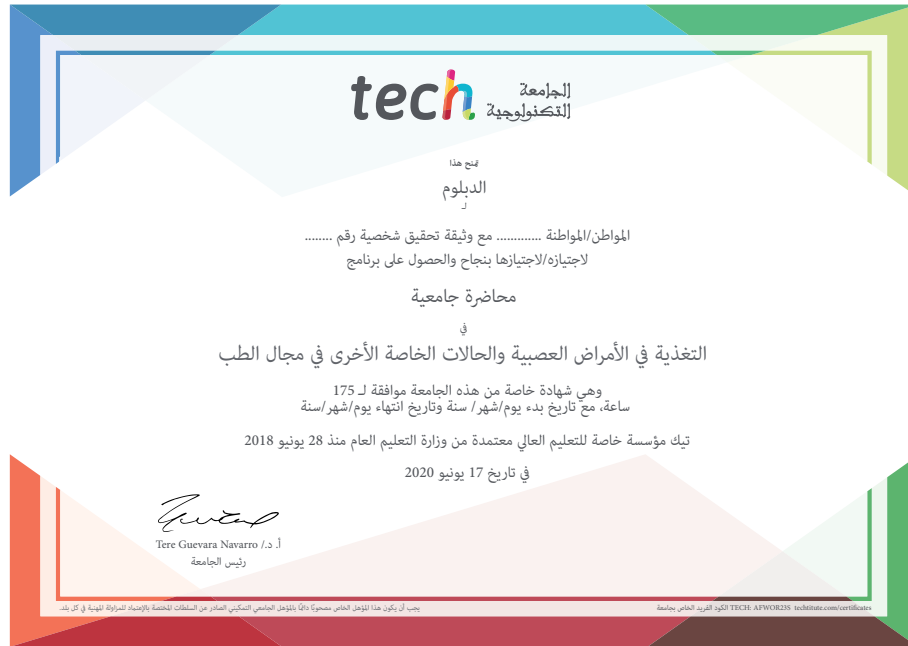 tech الجامعة
التكنولوجية
يمنح هذا
الدبلوم
لـ
المواطن/المواطنة ............. مع وثيقة تحقيق شخصية رقم ........
لاجتيازه/لاجتيازها بنجاح والحصول على برنامج
محاضرة جامعية
في
التغذية في الأمراض العصبية والحالات الخاصة الأخرى في مجال الطب
وهي شهادة خاصة من هذه الجامعة موافقة لـ 175
ساعة، مع تاريخ بدء يوم/شهر/ سنة وتاريخ انتهاء يوم/شهر/سنة
تيك مؤسسة خاصة للتعليم العالي معتمدة من وزارة التعليم العام منذ 28 يونيو 2018
في تاريخ 17 يونيو 2020
أ. د./ Tere Guevara Navarro
رئيس الجامعة
يجب أن يكون هذا المؤهل الخاص مصحوبًا دائمًا بالمؤهل الجامعي التمكيني الصادر عن السلطات المختصة بالإعتماد للمزاولة المهنية في كل بلد.
الكود الفريد الخاص بجامعة TECH: AFWOR23S techtitute.com/certificates